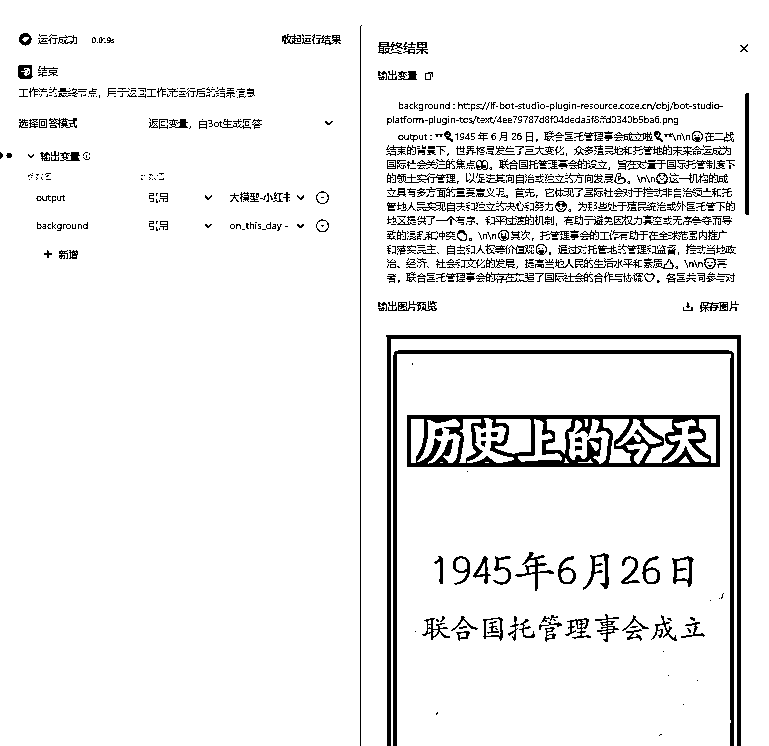 运行成功 0.0:9s 收起运行结果
结束
工作流的最终节点，用于返回工作流运行后的结果信息
选择回答模式 返回变量，由Bot生成回答
输出变量
参数名 参数值
output 引用 大模型-小红书
background 引用 on_this_day -
+ 新增
最终结果
输出变量
background : https://lf-bot-studio-plugin-resource.coze.cn/obj/bot-studio-
platform-plugin-tos/text/4ee79787d8f04deda5f8ffd0340b5ba6.png
output : **🗣1945 年 6 月 26 日，联合国托管理事会成立啦🗣**\n\n😀在二战
结束的背景下，世界格局发生了巨大变化，众多殖民地和托管地的未来命运成为
国际社会关注的焦点👀。联合国托管理事会的设立，旨在对置于国际托管制度下
的领土实行管理，以促进其向自治或独立的方向发展💪。\n\n😊这一机构的成
立具有多方面的重要意义呢。首先，它体现了国际社会对于推动非自治领土和托
管地人民实现自决和独立的决心和努力😎。为那些处于殖民统治或外国托管下的
地区提供了一个有序、和平过渡的机制，有助于避免因权力真空或无序争夺而导
致的混乱和冲突✊。\n\n😃其次，托管理事会的工作有助于在全球范围内推广
和落实民主、自由和人权等价值观😀。通过对托管地的管理和监督，推动当地政
治、经济、社会和文化的发展，提高当地人民的生活水平和素质👍。\n\n😊再
者，联合国托管理事会的存在加强了国际社会的合作与协调❤。各国共同参与对
输出图片预览 保存图片
历史上的今天
1945年6月26日
联合国托管理事会成立